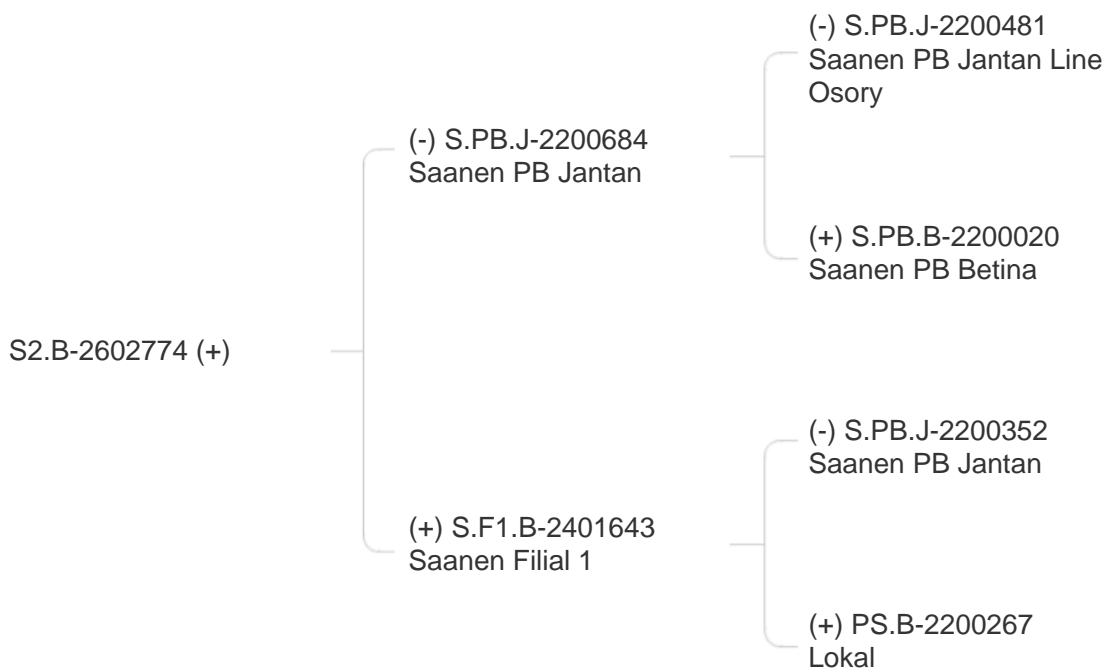 (-) S.PB.J-2200481
Saanen PB Jantan Line
Osory
(-) S.PB.J-2200684
Saanen PB Jantan
(+) S.PB.B-2200020
Saanen PB Betina
S2.B-2602774 (+)
(-) S.PB.J-2200352
Saanen PB Jantan
(+) S.F1.B-2401643
Saanen Filial 1
(+) PS.B-2200267
Lokal